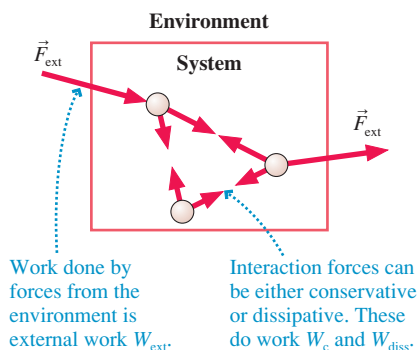 Environment
System
F⃗ext
F⃗ext
Work done by
forces from the
environment is
external work Wext.
Interaction forces can
be either conservative
or dissipative. These
do work Wc and Wdiss.